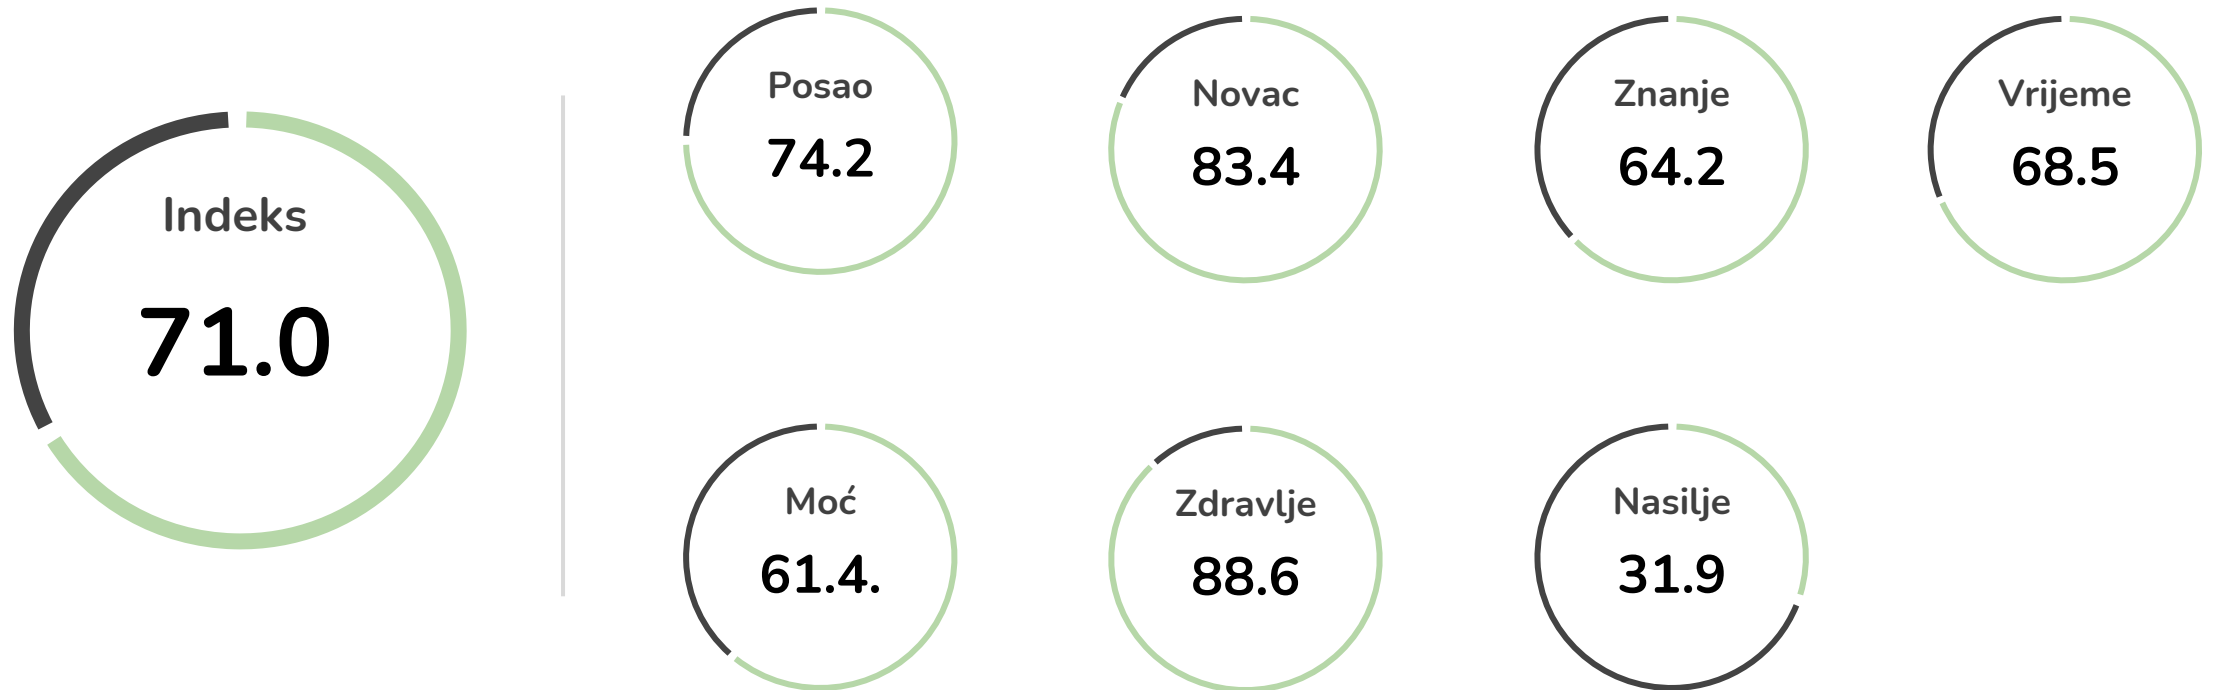 Indeks
71.0
Posao
74.2
Novac
83.4
Znanje
64.2
Vrijeme
68.5
Moć
61.4.
Zdravlje
88.6
Nasilje
31.9